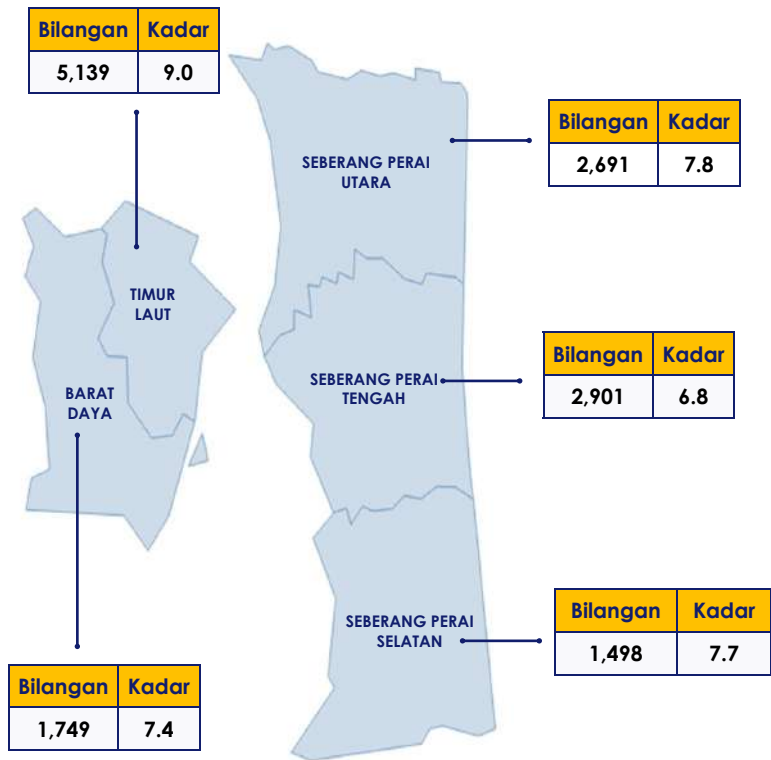 Bilangan Kadar
5,139 9.0
Bilangan Kadar
2,691 7.8
SEBERANG PERAI
UTARA
TIMUR
LAUT
Bilangan Kadar
2,901 6.8
SEBERANG PERAI
TENGAH
BARAT
DAYA
Bilangan Kadar
1,498 7.7
SEBERANG PERAI
SELATAN
Bilangan Kadar
1,749 7.4